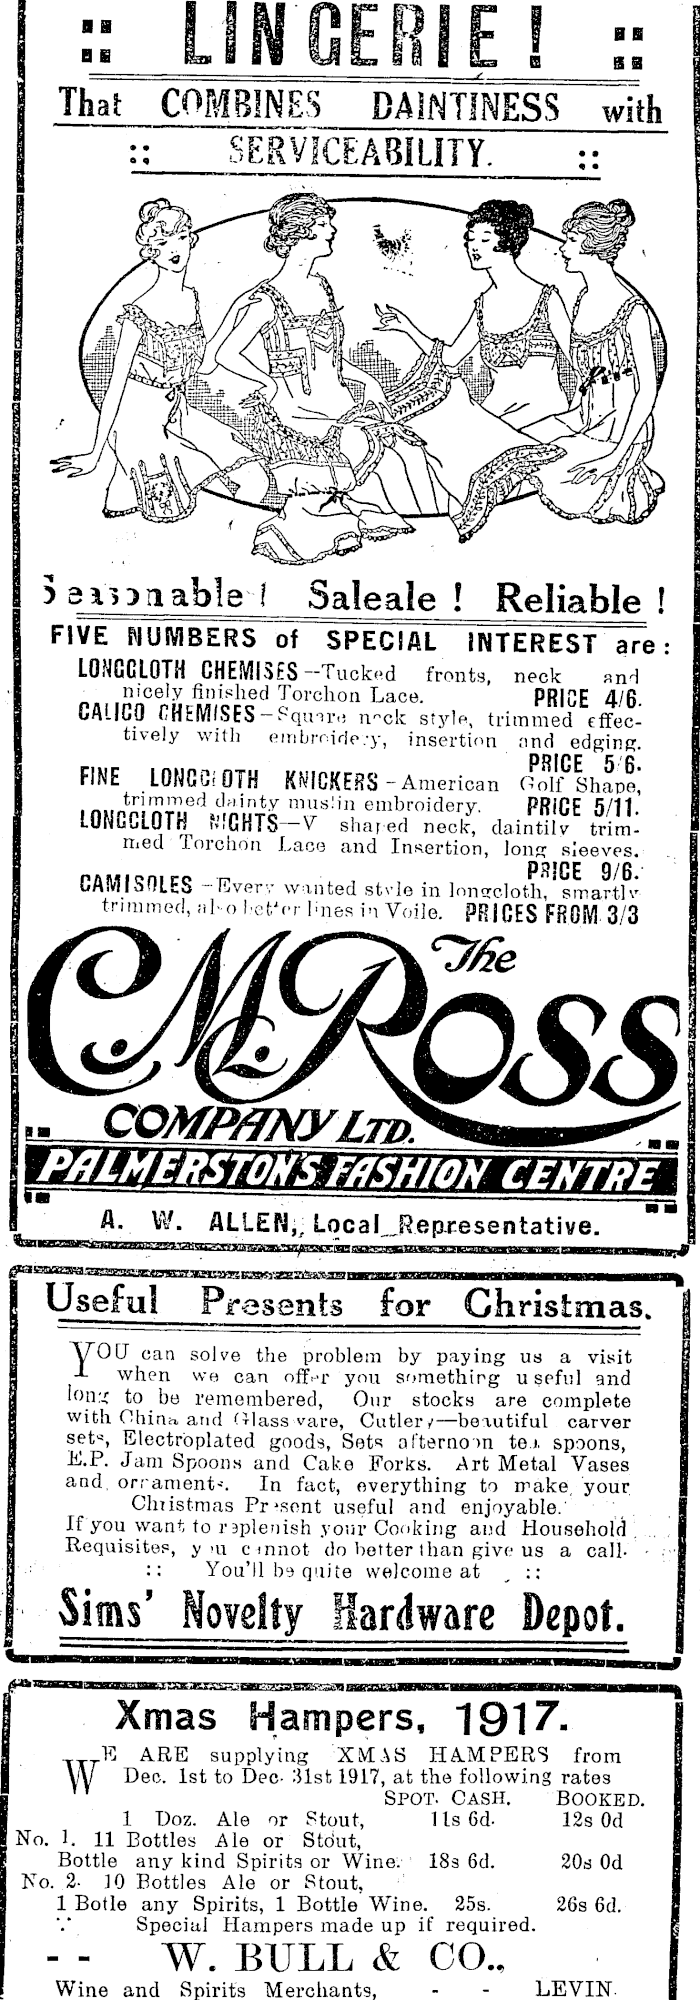 LINGERIE!
That COMBINES DAINTINESS with
SERVICEABILITY.
Seasonable! Saleale! Reliable!
FIVE NUMBERS of SPECIAL INTEREST are:
LONGCLOTH CHEMISES—Tucked fronts, neck and
nicely finished Torchon Lace. PRICE 4/6.
CALICO CHEMISES—Square neck style, trimmed effec-
tively with embroidery, insertion and edging.
PRICE 5/6.
FINE LONGCLOTH KNICKERS—American Golf Shape,
trimmed dainty muslin embroidery. PRICE 5/11.
LONGCLOTH NIGHTS—V shaped neck, daintily trim-
med Torchon Lace and Insertion, long sleeves.
PRICE 9/6.
CAMISOLES—Every wanted style in longcloth, smartly
trimmed, also better lines in Voile. PRICES FROM 3/3
The
C.M. Ross
COMPANY LTD.
PALMERSTON'S FASHION CENTRE
A. W. ALLEN, Local Representative.
Useful Presents for Christmas.
YOU can solve the problem by paying us a visit
when we can offer you something useful and
long to be remembered, Our stocks are complete
with China and Glassware, Cutlery—beautiful carver
sets, Electroplated goods, Sets afternoon tea spoons,
E.P. Jam Spoons and Cake Forks. Art Metal Vases
and ornaments. In fact, everything to make your
Christmas Present useful and enjoyable.
If you want to replenish your Cooking and Household
Requisites, you cannot do better than give us a call.
:: You'll be quite welcome at ::
Sims' Novelty Hardware Depot.
Xmas Hampers, 1917.
WE ARE supplying XMAS HAMPERS from
Dec. 1st to Dec. 31st 1917, at the following rates
SPOT CASH. BOOKED.
1 Doz. Ale or Stout, 11s 6d. 12s 0d
No. 1. 11 Bottles Ale or Stout,
Bottle any kind Spirits or Wine. 18s 6d. 20s 0d
No. 2. 10 Bottles Ale or Stout,
1 Botle any Spirits, 1 Bottle Wine. 25s. 26s 6d.
Special Hampers made up if required.
- - W. BULL & CO.,
Wine and Spirits Merchants, - - LEVIN.